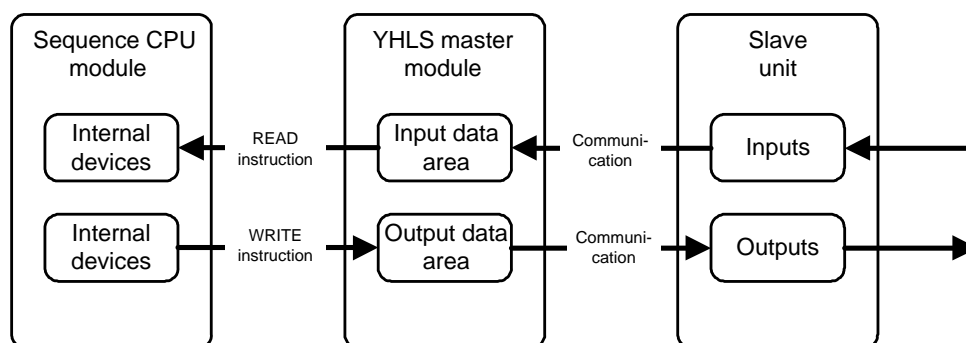 Sequence CPU
module
YHLS master
module
Slave
unit
Internal
devices
READ
instruction
Input data
area
Communi-
cation
Inputs
Internal
devices
WRITE
instruction
Output data
area
Communi-
cation
Outputs